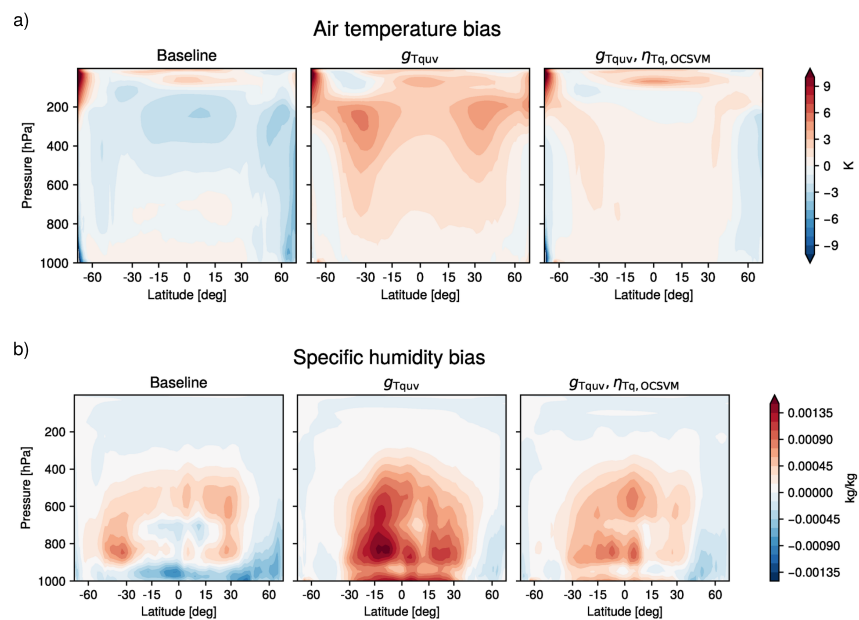 a)
Air temperature bias
Baseline
g_Tquv
g_Tquv, η_Tq, OCSVM
Pressure [hPa]
200
400
600
800
1000
-60 -30 -15 0 15 30 60
-60 -30 -15 0 15 30 60
-60 -30 -15 0 15 30 60
Latitude [deg]
Latitude [deg]
Latitude [deg]
9
6
3
0
−3
−6
−9
K
b)
Specific humidity bias
Baseline
g_Tquv
g_Tquv, η_Tq, OCSVM
Pressure [hPa]
200
400
600
800
1000
-60 -30 -15 0 15 30 60
-60 -30 -15 0 15 30 60
-60 -30 -15 0 15 30 60
Latitude [deg]
Latitude [deg]
Latitude [deg]
0.00135
0.00090
0.00045
0.00000
−0.00045
−0.00090
−0.00135
kg/kg